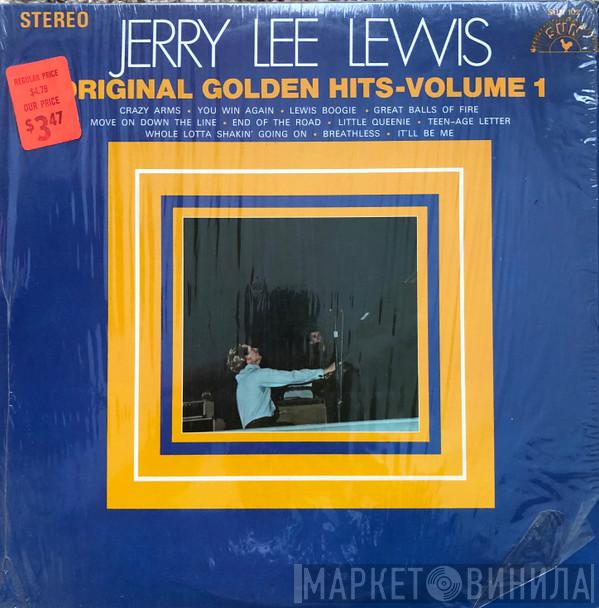 STEREO
JERRY LEE LEWIS
SUN
REGULAR PRICE
$4.79
OUR PRICE
$3.47
ORIGINAL GOLDEN HITS-VOLUME 1
CRAZY ARMS • YOU WIN AGAIN • LEWIS BOOGIE • GREAT BALLS OF FIRE
MOVE ON DOWN THE LINE • END OF THE ROAD • LITTLE QUEENIE • TEEN-AGE LETTER
WHOLE LOTTA SHAKIN' GOING ON • BREATHLESS • IT'LL BE ME
МАРКЕТ ВИНИЛА